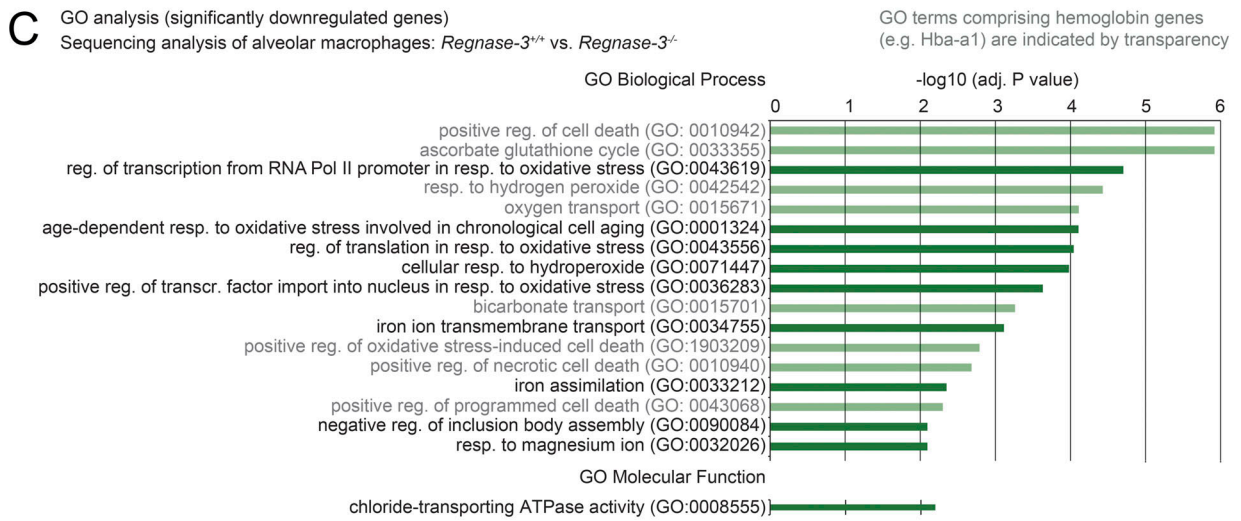 C
GO analysis (significantly downregulated genes)
Sequencing analysis of alveolar macrophages: Regnase-3+/+ vs. Regnase-3-/-
GO terms comprising hemoglobin genes
(e.g. Hba-a1) are indicated by transparency
GO Biological Process
-log10 (adj. P value)
0 1 2 3 4 5 6
positive reg. of cell death (GO: 0010942)
ascorbate glutathione cycle (GO: 0033355)
reg. of transcription from RNA Pol II promoter in resp. to oxidative stress (GO:0043619)
resp. to hydrogen peroxide (GO: 0042542)
oxygen transport (GO: 0015671)
age-dependent resp. to oxidative stress involved in chronological cell aging (GO:0001324)
reg. of translation in resp. to oxidative stress (GO:0043556)
cellular resp. to hydroperoxide (GO:0071447)
positive reg. of transcr. factor import into nucleus in resp. to oxidative stress (GO:0036283)
bicarbonate transport (GO:0015701)
iron ion transmembrane transport (GO:0034755)
positive reg. of oxidative stress-induced cell death (GO:1903209)
positive reg. of necrotic cell death (GO: 0010940)
iron assimilation (GO:0033212)
positive reg. of programmed cell death (GO: 0043068)
negative reg. of inclusion body assembly (GO:0090084)
resp. to magnesium ion (GO:0032026)
GO Molecular Function
chloride-transporting ATPase activity (GO:0008555)